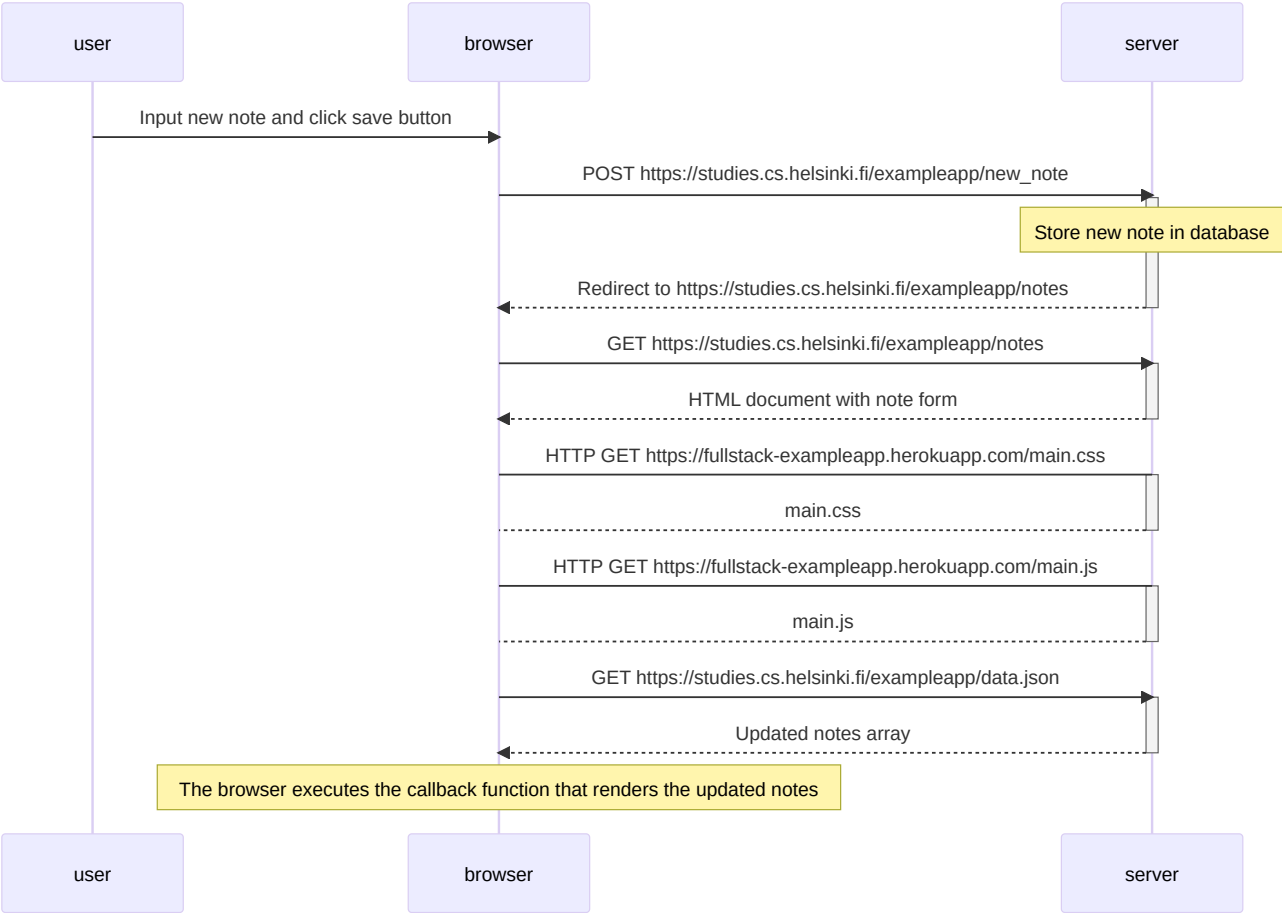 user
browser
server
Input new note and click save button
POST https://studies.cs.helsinki.fi/exampleapp/new_note
Store new note in database
Redirect to https://studies.cs.helsinki.fi/exampleapp/notes
GET https://studies.cs.helsinki.fi/exampleapp/notes
HTML document with note form
HTTP GET https://fullstack-exampleapp.herokuapp.com/main.css
main.css
HTTP GET https://fullstack-exampleapp.herokuapp.com/main.js
main.js
GET https://studies.cs.helsinki.fi/exampleapp/data.json
Updated notes array
The browser executes the callback function that renders the updated notes
user
browser
server